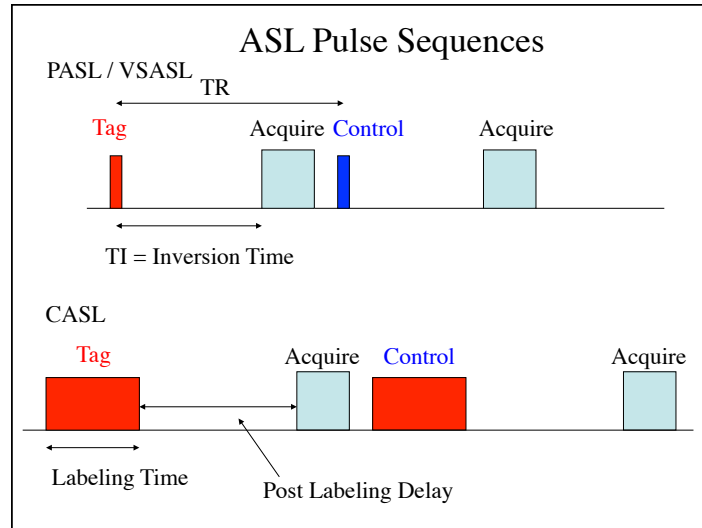 ASL Pulse Sequences
PASL / VSASL
TR
Tag
Acquire
Control
Acquire
TI = Inversion Time
CASL
Tag
Acquire
Control
Acquire
Labeling Time
Post Labeling Delay